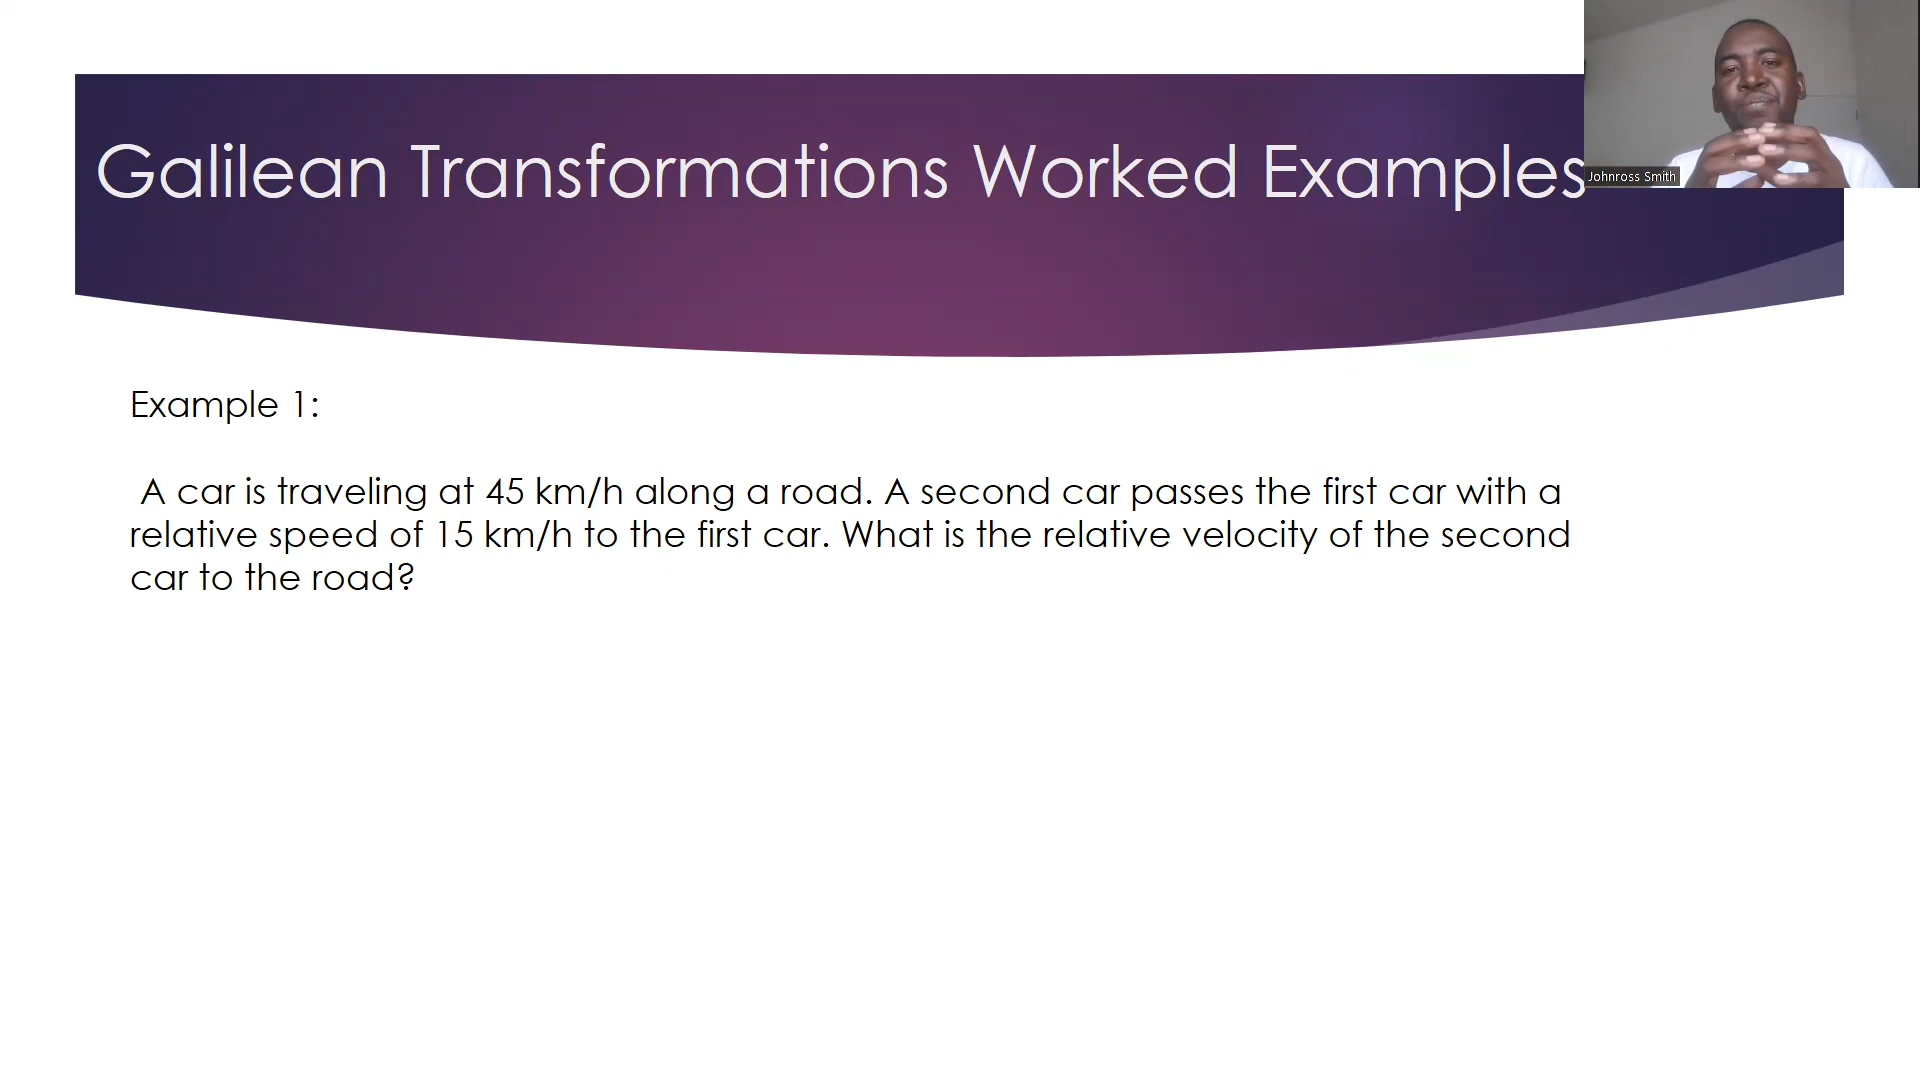 Galilean Transformations Worked Examples
Johnross Smith
Example 1:
A car is traveling at 45 km/h along a road. A second car passes the first car with a
relative speed of 15 km/h to the first car. What is the relative velocity of the second
car to the road?